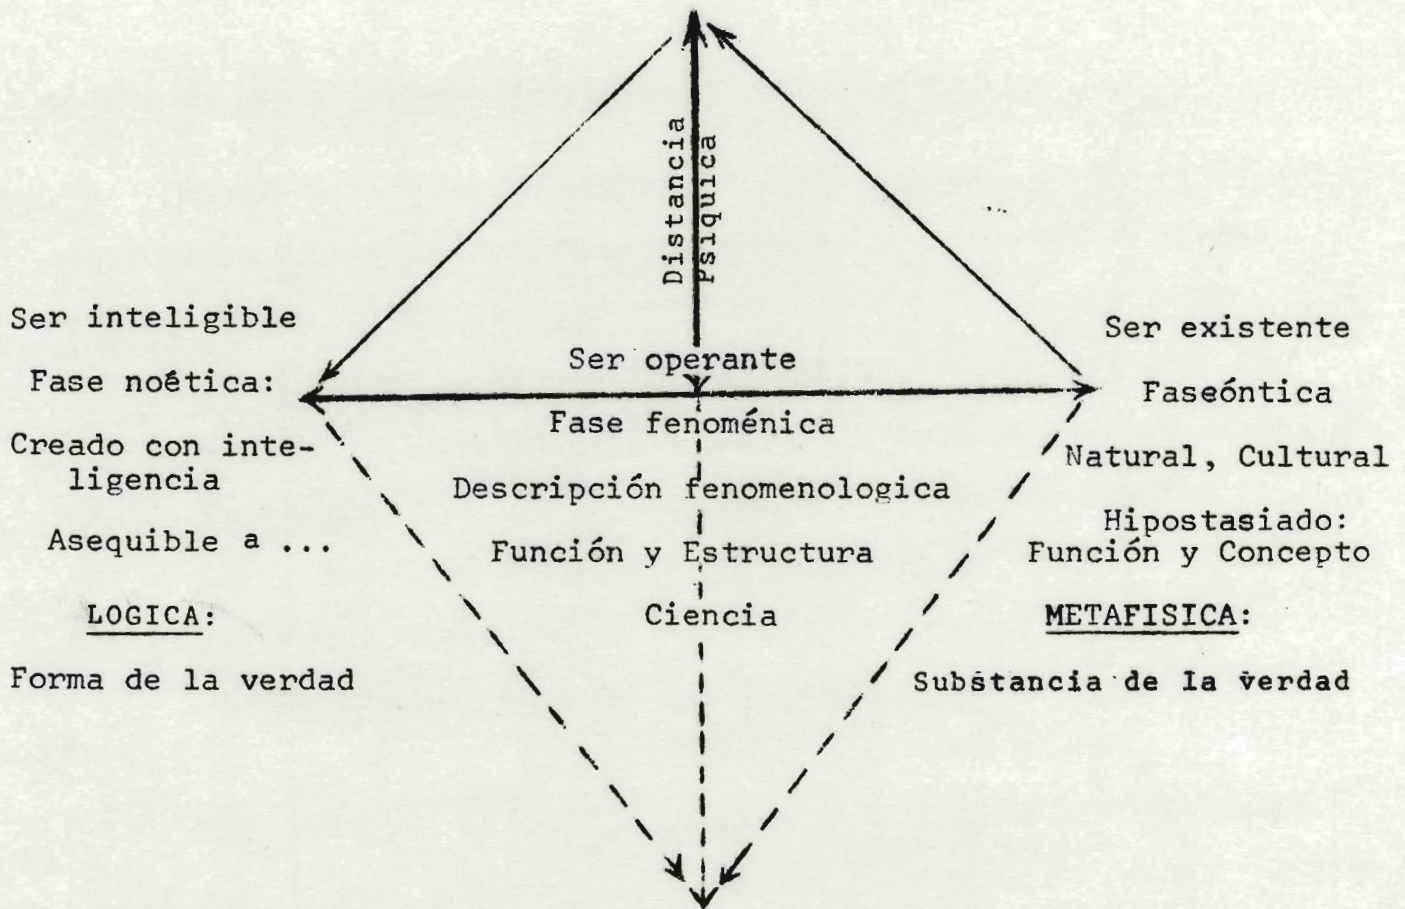 Distancia
Psiquica
Ser inteligible
Fase noética:
Creado con inte-
ligencia
Asequible a ...
LOGICA:
Forma de la verdad
Ser operante
Fase fenoménica
Descripción fenomenologica
Función y Estructura
Ciencia
Ser existente
Faseóntica
Natural, Cultural
Hipostasiado:
Función y Concepto
METAFISICA:
Substancia de la verdad